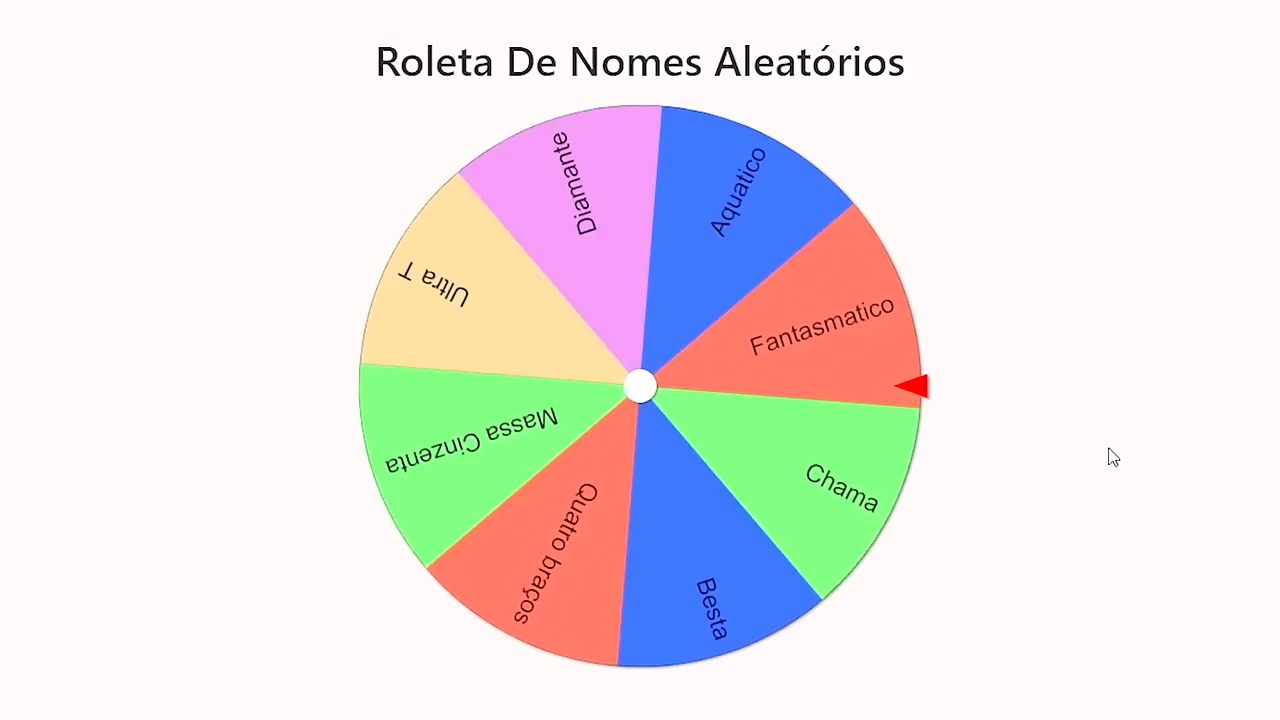 Roleta De Nomes Aleatórios
Diamante
Aquatico
Fantasmatico
Chama
Besta
Quatro braços
Massa Cinzenta
Ultra T